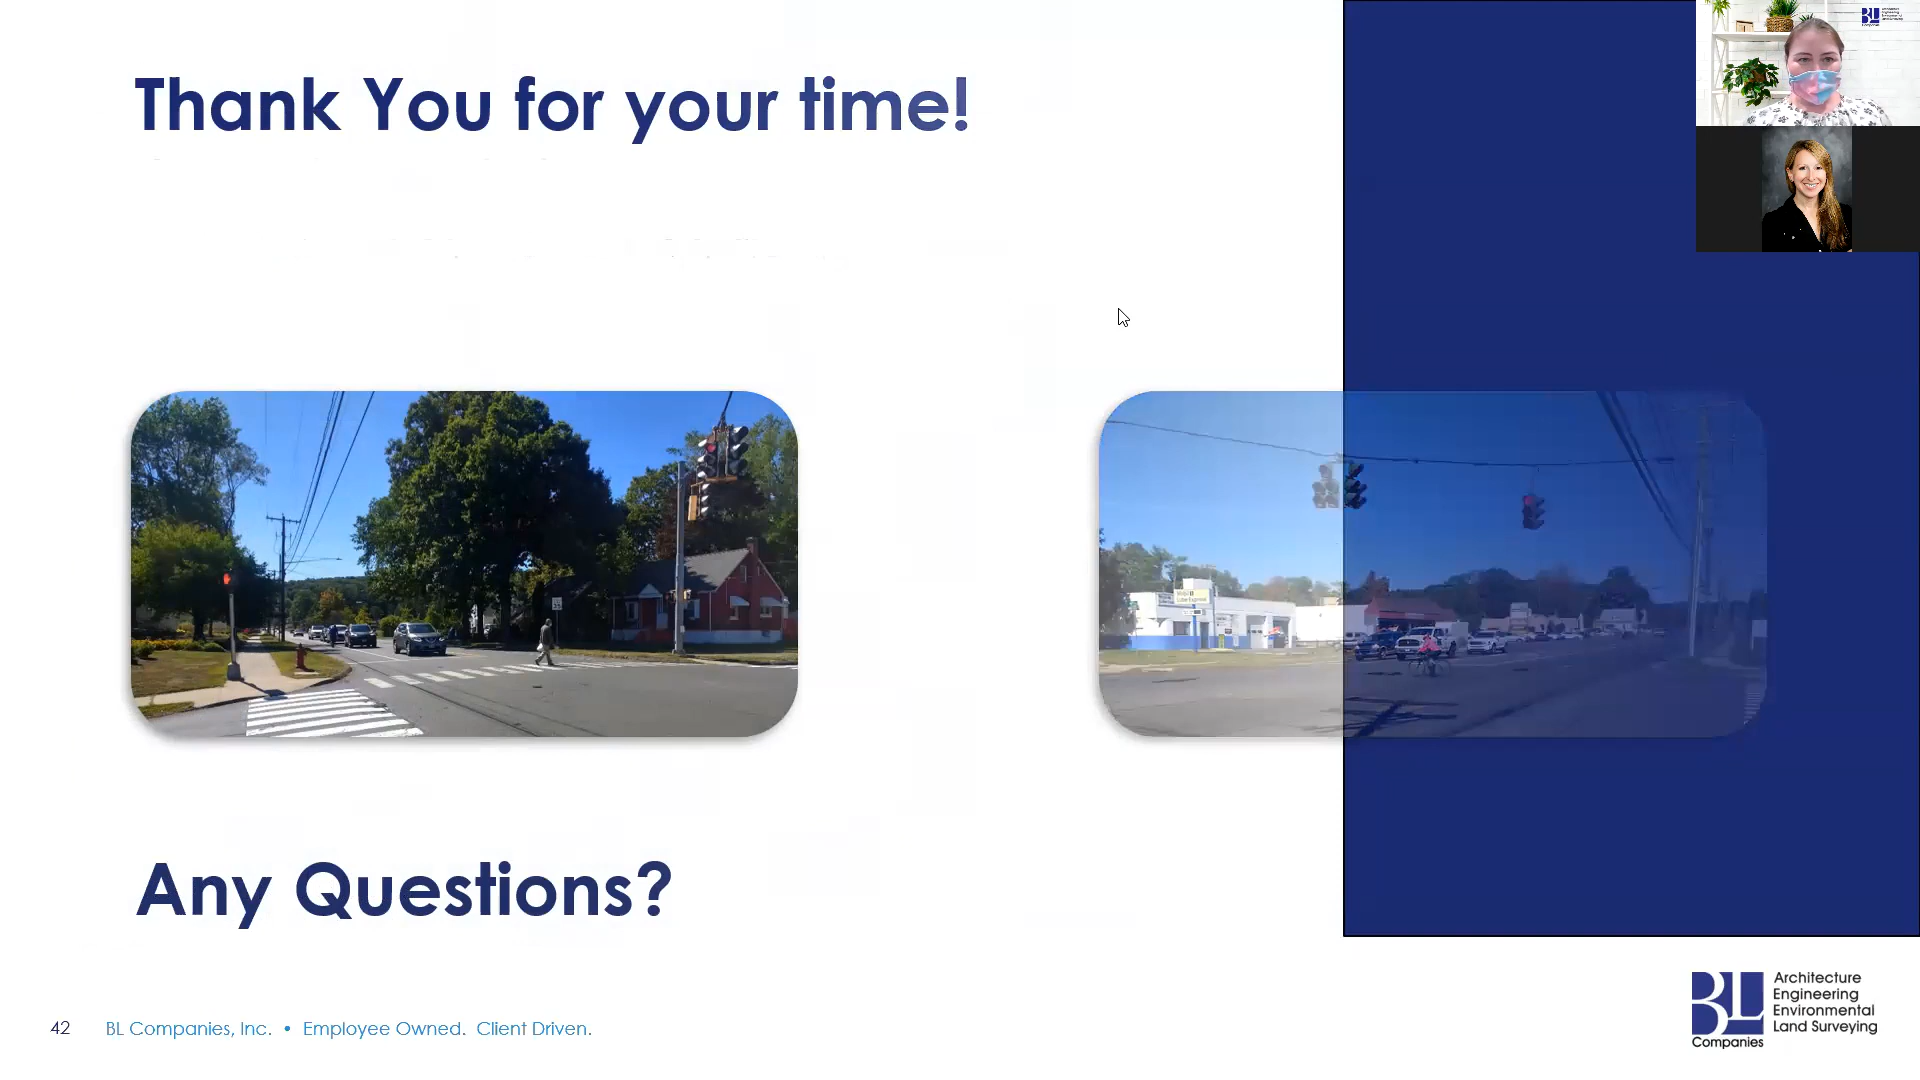 Thank You for your time!
Any Questions?
42
BL Companies, Inc. • Employee Owned. Client Driven.
BL
Companies
Architecture
Engineering
Environmental
Land Surveying